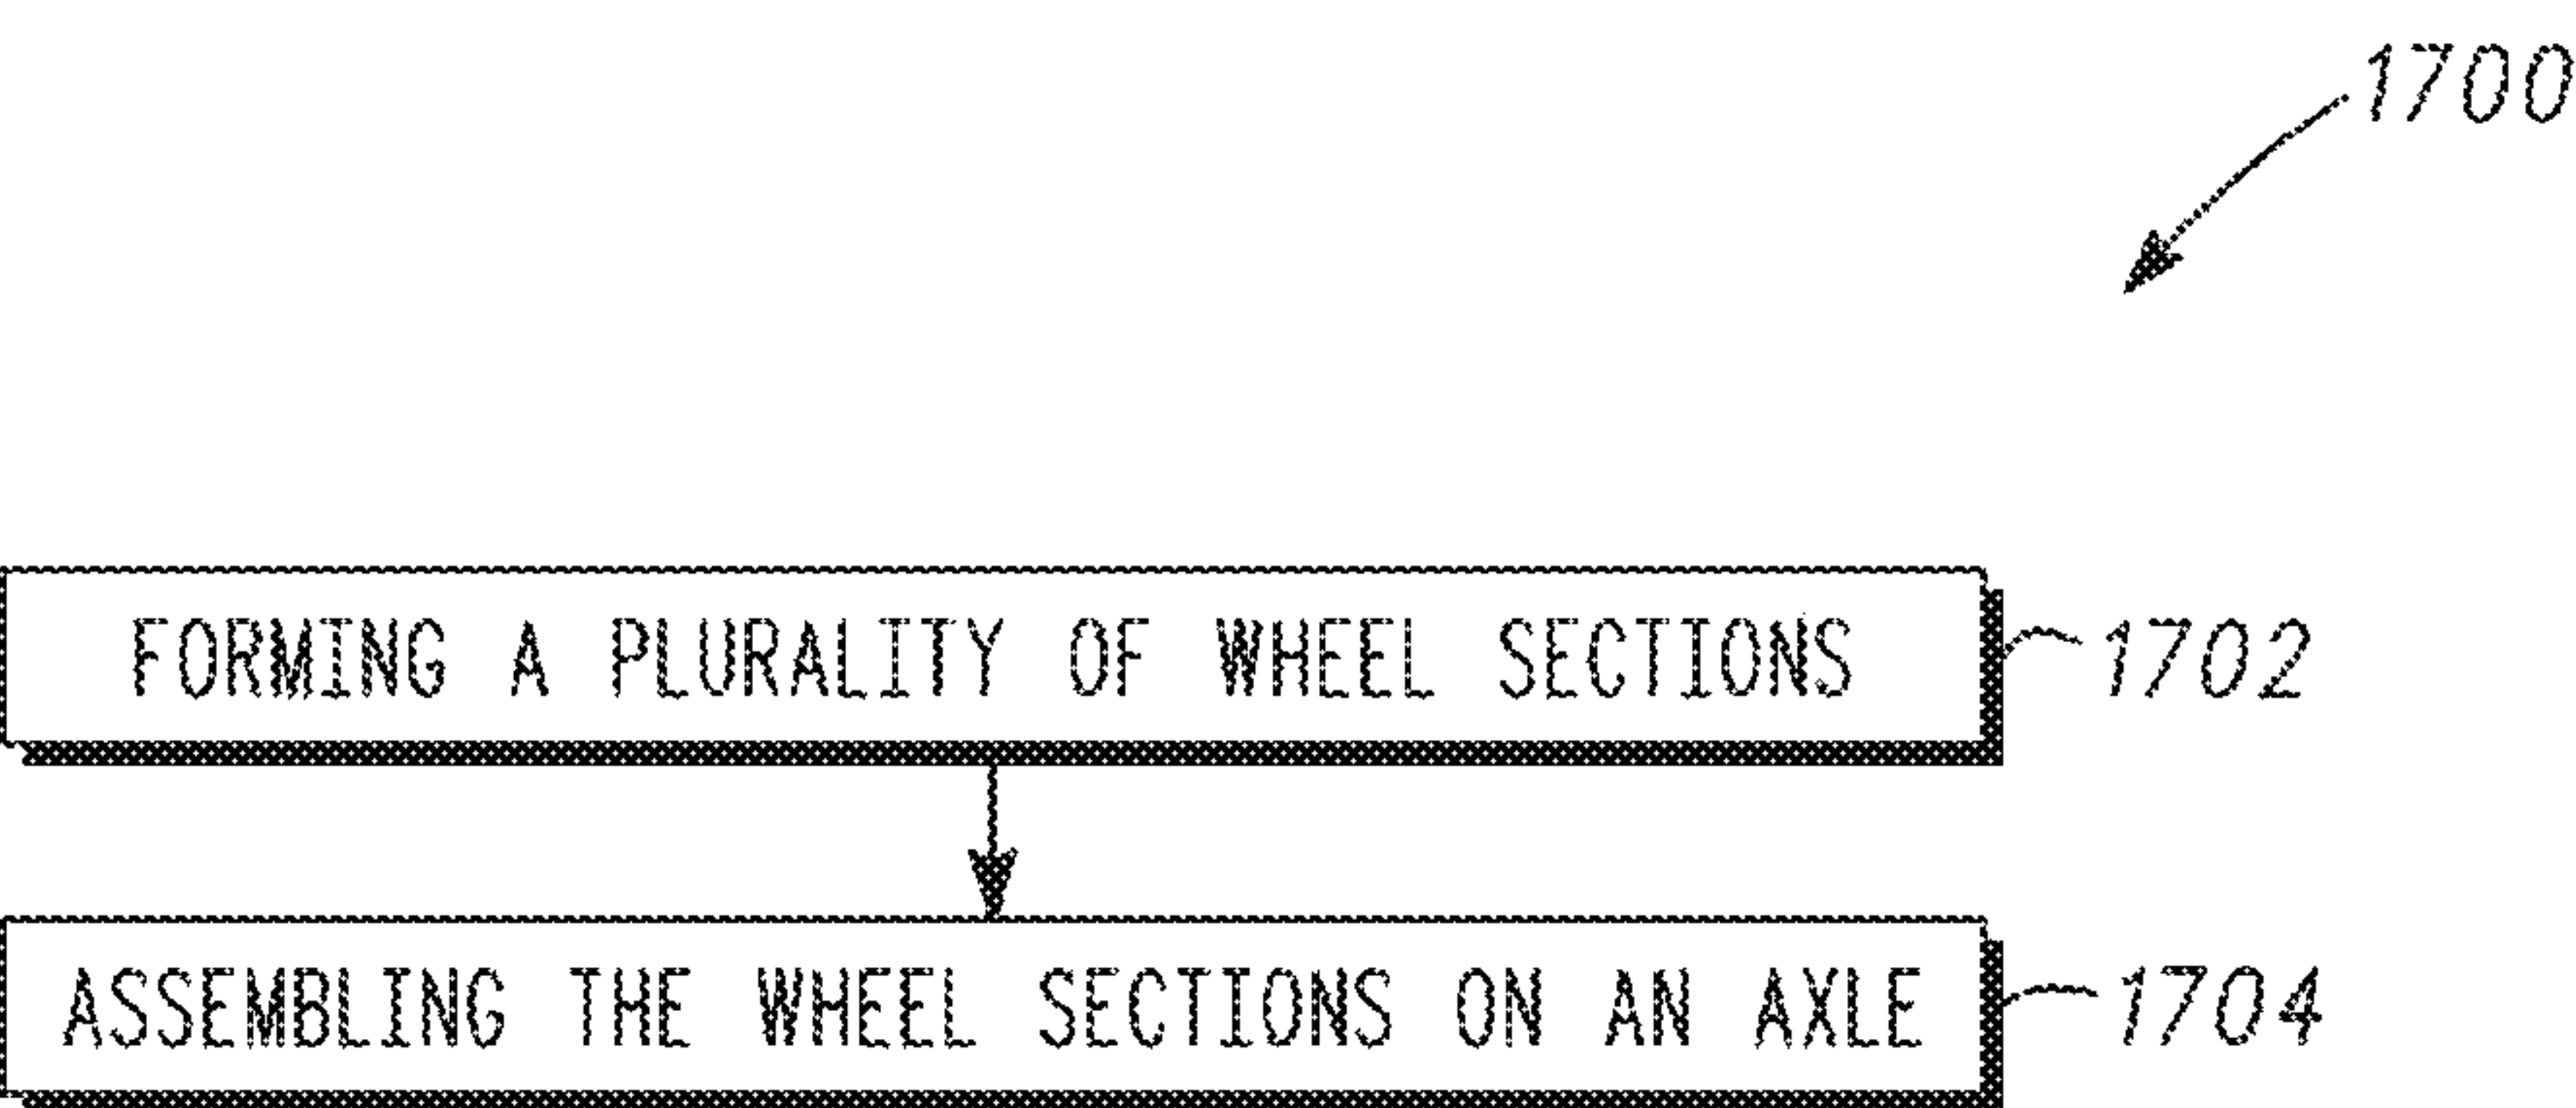 1700
FORMING A PLURALITY OF WHEEL SECTIONS
1702
ASSEMBLING THE WHEEL SECTIONS ON AN AXLE
1704